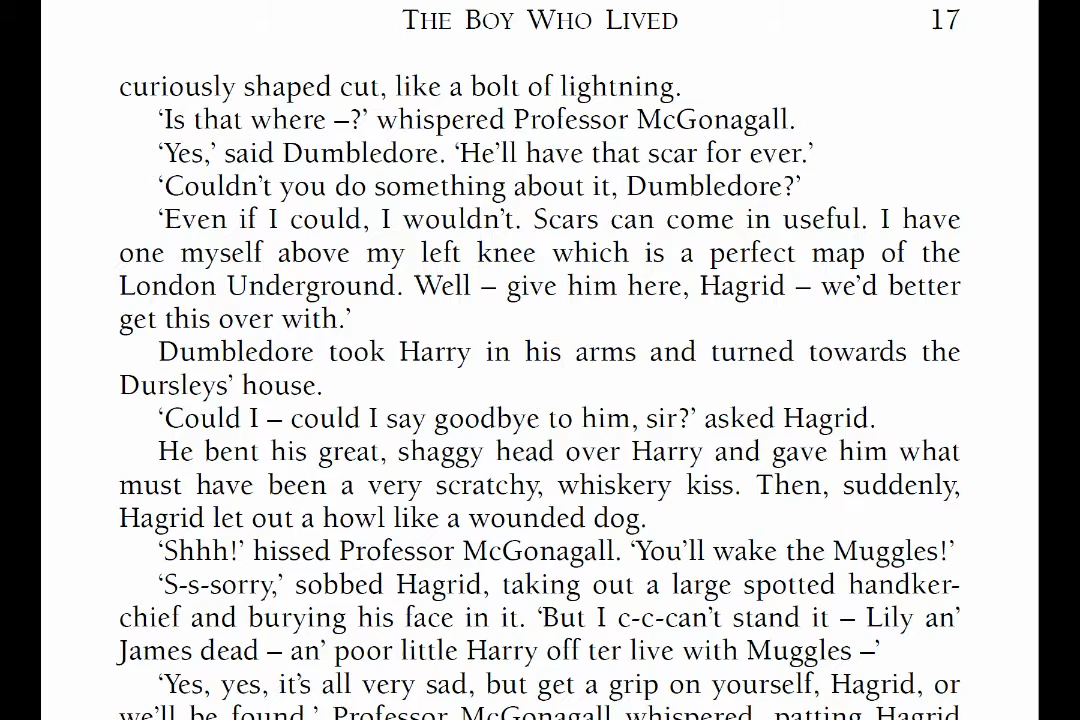 THE BOY WHO LIVED 17
curiously shaped cut, like a bolt of lightning.
‘Is that where –?’ whispered Professor McGonagall.
‘Yes,’ said Dumbledore. ‘He’ll have that scar for ever.’
‘Couldn’t you do something about it, Dumbledore?’
‘Even if I could, I wouldn’t. Scars can come in useful. I have
one myself above my left knee which is a perfect map of the
London Underground. Well – give him here, Hagrid – we’d better
get this over with.’
Dumbledore took Harry in his arms and turned towards the
Dursleys’ house.
‘Could I – could I say goodbye to him, sir?’ asked Hagrid.
He bent his great, shaggy head over Harry and gave him what
must have been a very scratchy, whiskery kiss. Then, suddenly,
Hagrid let out a howl like a wounded dog.
‘Shhh!’ hissed Professor McGonagall. ‘You’ll wake the Muggles!’
‘S-s-sorry,’ sobbed Hagrid, taking out a large spotted handker-
chief and burying his face in it. ‘But I c-c-can’t stand it – Lily an’
James dead – an’ poor little Harry off ter live with Muggles –’
‘Yes, yes, it’s all very sad, but get a grip on yourself, Hagrid, or
we’ll be found,’ Professor McGonagall whispered, patting Hagrid